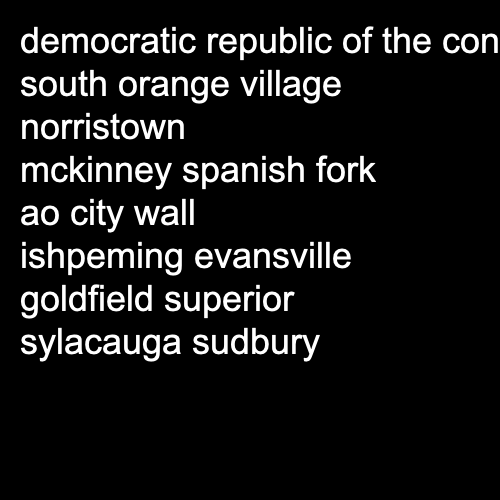 democratic republic of the con
south orange village
norristown
mckinney spanish fork
ao city wall
ishpeming evansville
goldfield superior
sylacauga sudbury